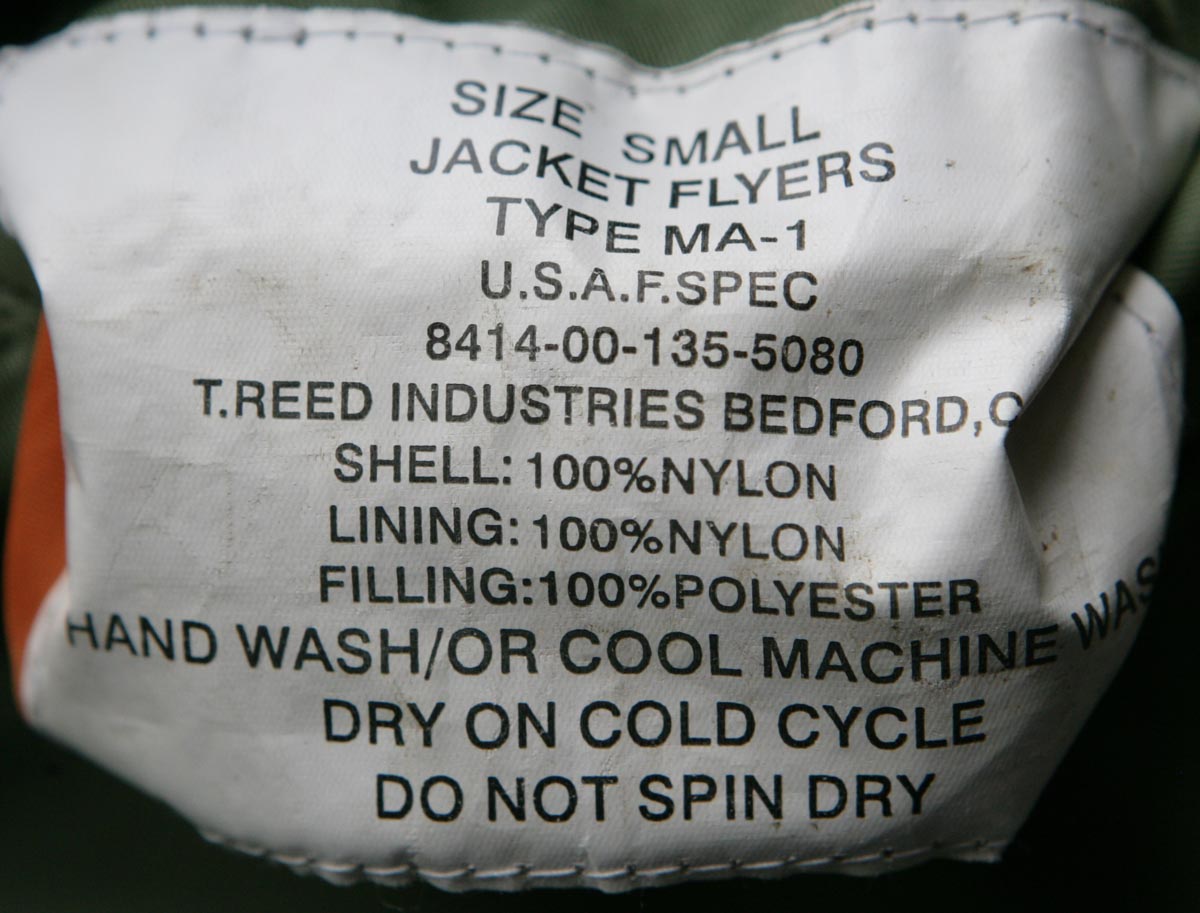 SIZE SMALL
JACKET FLYERS
TYPE MA-1
U.S.A.F.SPEC
8414-00-135-5080
T.REED INDUSTRIES BEDFORD,
SHELL: 100%NYLON
LINING: 100%NYLON
FILLING:100%POLYESTER
HAND WASH/OR COOL MACHINE WAS
DRY ON COLD CYCLE
DO NOT SPIN DRY